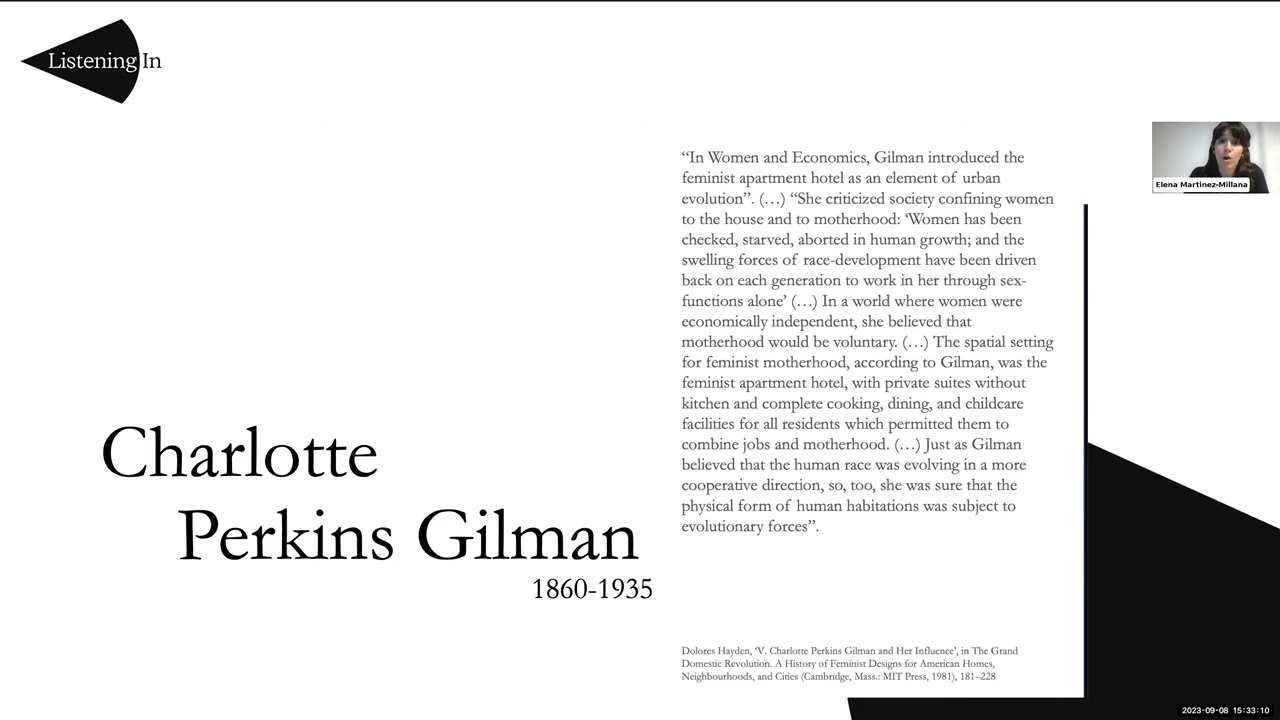 Listening In
“In Women and Economics, Gilman introduced the
feminist apartment hotel as an element of urban
evolution”. (…) “She criticized society confining women
to the house and to motherhood: ‘Women has been
checked, starved, aborted in human growth; and the
swelling forces of race-development have been driven
back on each generation to work in her through sex-
functions alone’ (…) In a world where women were
economically independent, she believed that
motherhood would be voluntary. (…) The spatial setting
for feminist motherhood, according to Gilman, was the
feminist apartment hotel, with private suites without
kitchen and complete cooking, dining, and childcare
facilities for all residents which permitted them to
combine jobs and motherhood. (…) Just as Gilman
believed that the human race was evolving in a more
cooperative direction, so, too, she was sure that the
physical form of human habitations was subject to
evolutionary forces”.
Elena Martinez-Millana
Charlotte
Perkins Gilman
1860-1935
Dolores Hayden, ‘V. Charlotte Perkins Gilman and Her Influence’, in The Grand
Domestic Revolution. A History of Feminist Designs for American Homes,
Neighbourhoods, and Cities (Cambridge, Mass.: MIT Press, 1981), 181–228
2023-09-08 15:33:10